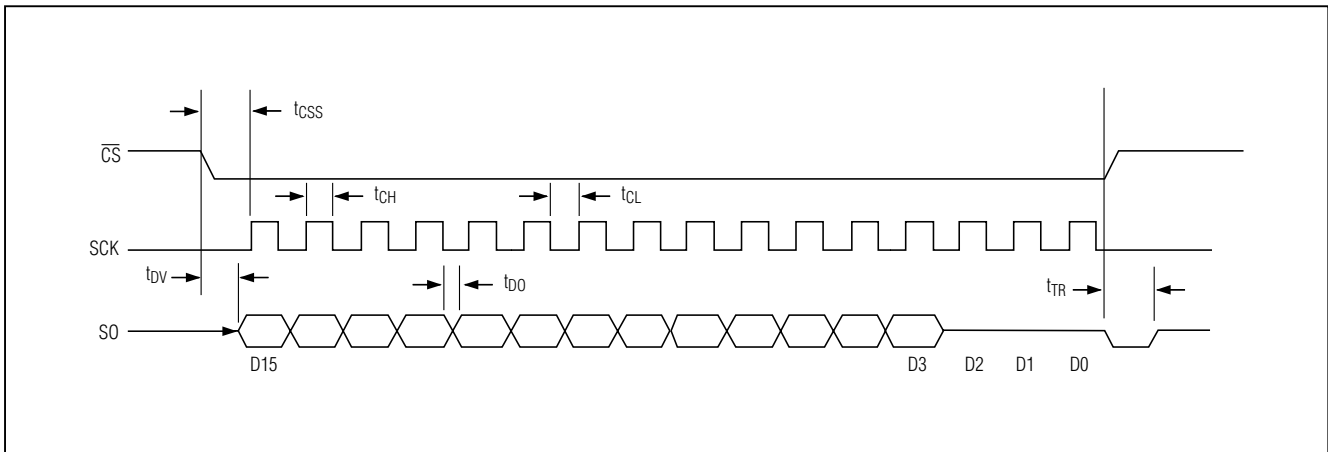 tCSS
CS
tCH
tCL
SCK
tDV
tDO
tTR
SO
D15
D3
D2
D1
D0